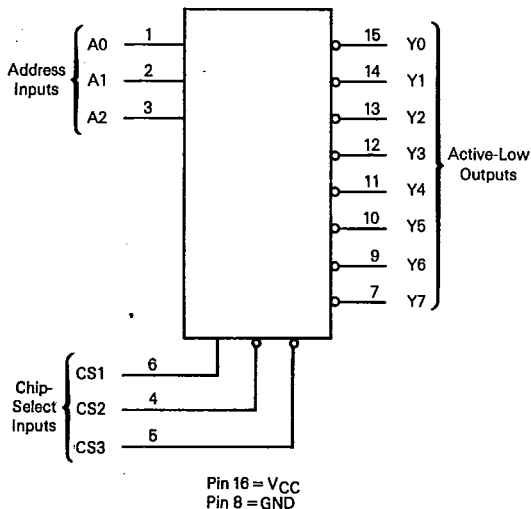 A0 1 15 Y0
Address Inputs A1 2 14 Y1
A2 3 13 Y2
12 Y3 Active-Low Outputs
11 Y4
10 Y5
9 Y6
7 Y7
CS1 6
Chip-Select Inputs CS2 4
CS3 5
Pin 16 = VCC
Pin 8 = GND